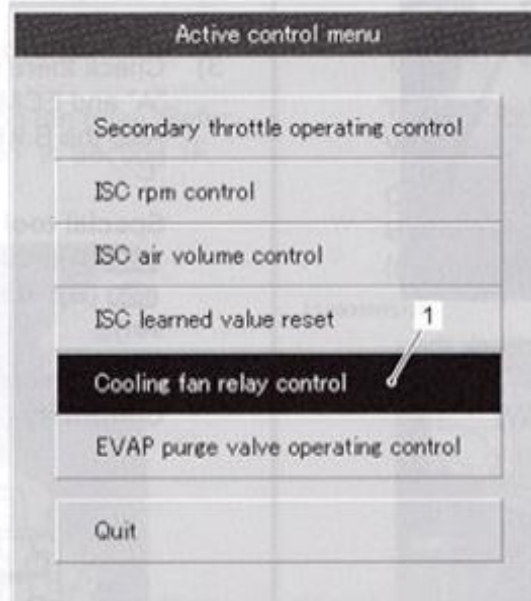 Active control menu
Secondary throttle operating control
ISC rpm control
ISC air volume control
ISC learned value reset
1
Cooling fan relay control
EVAP purge valve operating control
Quit